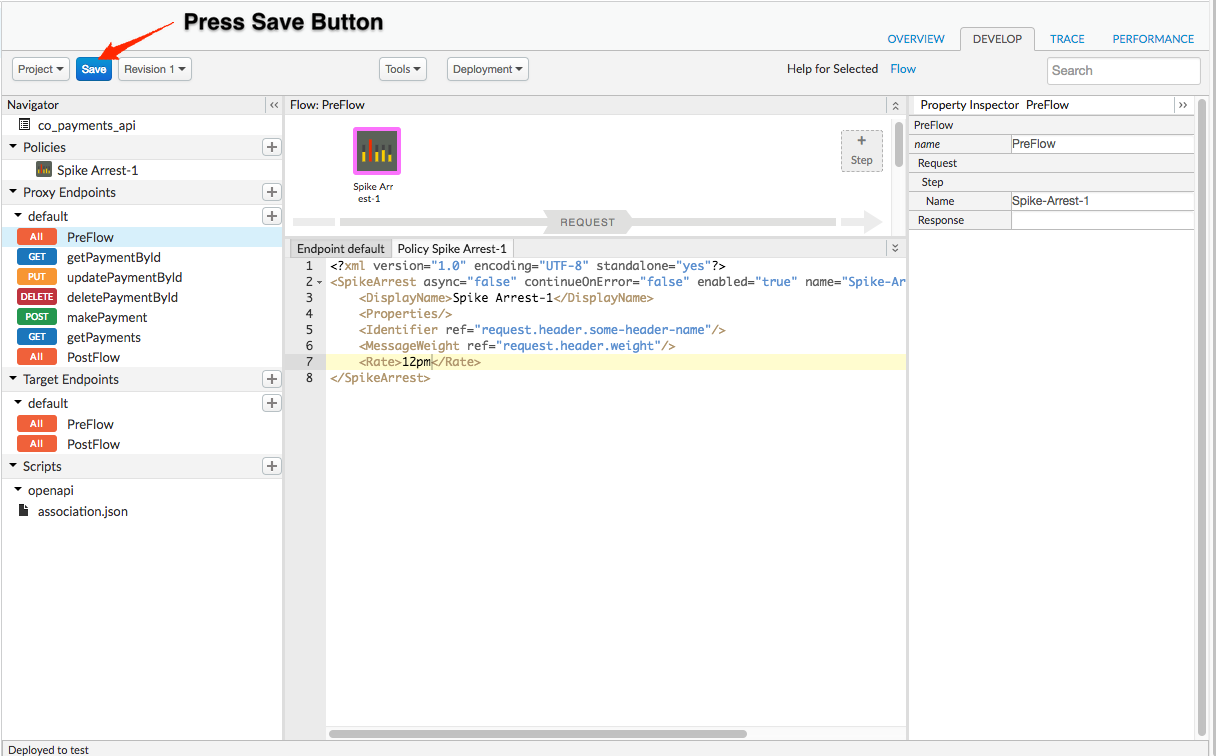 Press Save Button
OVERVIEW DEVELOP TRACE PERFORMANCE
Project Save Revision 1 Tools Deployment Help for Selected Flow Search
Navigator
co_payments_api
Policies
Spike Arrest-1
Proxy Endpoints
default
All PreFlow
GET getPaymentById
PUT updatePaymentById
DELETE deletePaymentById
POST makePayment
GET getPayments
All PostFlow
Target Endpoints
default
All PreFlow
All PostFlow
Scripts
openapi
association.json
Flow: PreFlow
Spike Arr
est-1
+
Step
REQUEST
Endpoint default Policy Spike Arrest-1
1 <?xml version="1.0" encoding="UTF-8" standalone="yes"?>
2 <SpikeArrest async="false" continueOnError="false" enabled="true" name="Spike-Ar
3 <DisplayName>Spike Arrest-1</DisplayName>
4 <Properties/>
5 <Identifier ref="request.header.some-header-name"/>
6 <MessageWeight ref="request.header.weight"/>
7 <Rate>12pm</Rate>
8 </SpikeArrest>
Property Inspector PreFlow
PreFlow
name PreFlow
Request
Step
Name Spike-Arrest-1
Response
Deployed to test